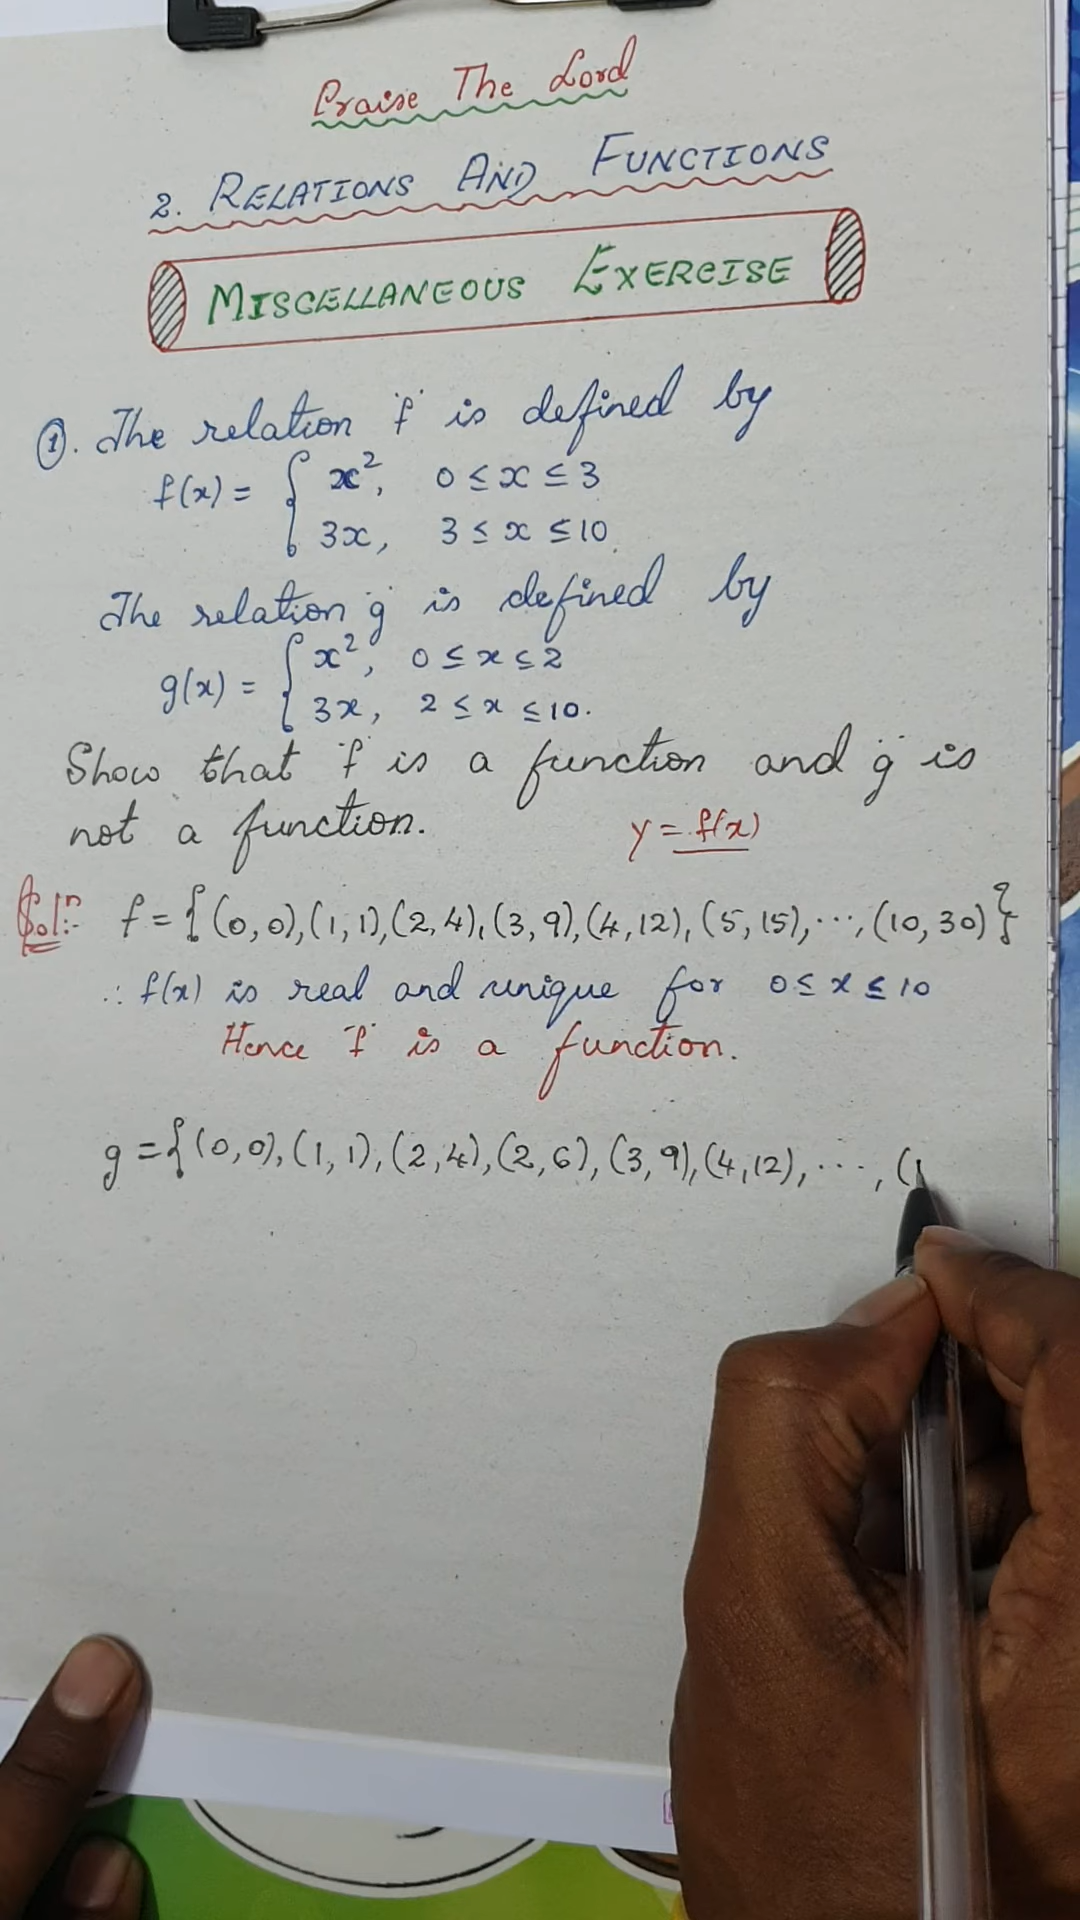 Praise The Lord
2. RELATIONS AND FUNCTIONS
MISCELLANEOUS EXERCISE
①. The relation 'f' is defined by
f(x) = { x², 0 ≤ x ≤ 3
3x, 3 ≤ x ≤ 10.
The relation 'g' is defined by
g(x) = { x², 0 ≤ x ≤ 2
3x, 2 ≤ x ≤ 10.
Show that 'f' is a function and 'g' is
not a function.
y = f(x)
Solⁿ:- f = {(0,0),(1,1),(2,4),(3,9),(4,12),(5,15),...,(10,30)}
∴ f(x) is real and unique for 0 ≤ x ≤ 10
Hence 'f' is a function.
g = {(0,0),(1,1),(2,4),(2,6),(3,9),(4,12),...,(1